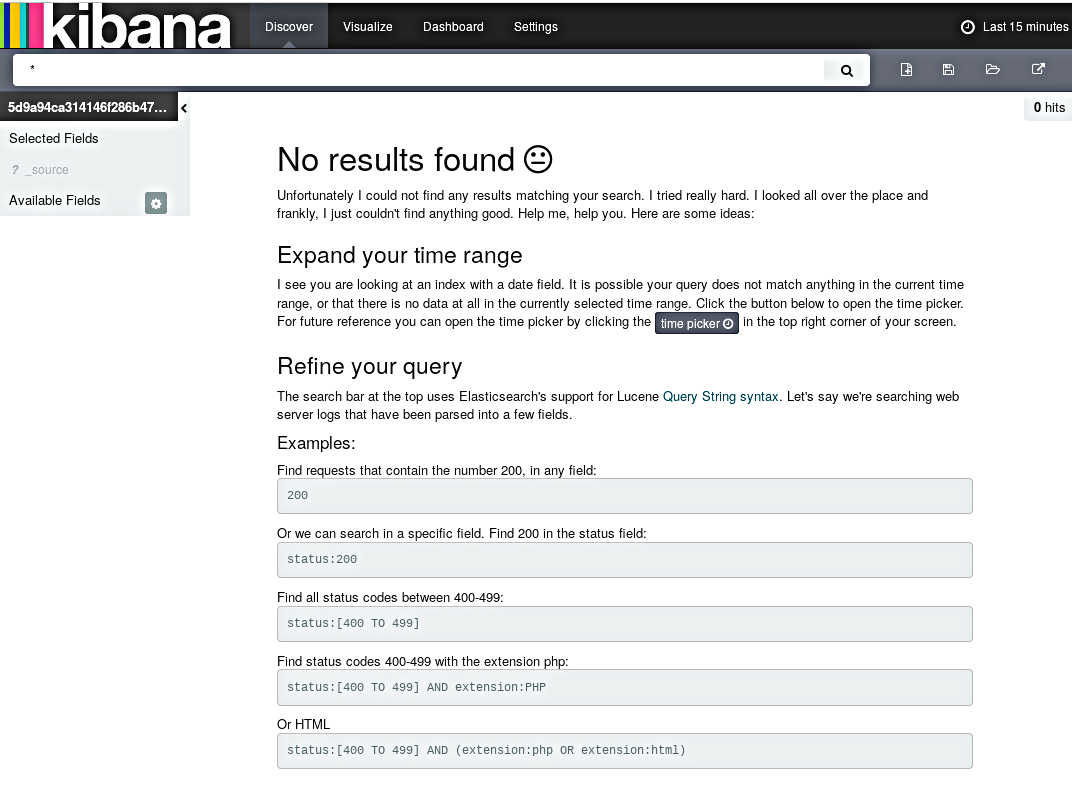 kibana Discover Visualize Dashboard Settings Last 15 minutes
*
5d9a94ca314146f286b47... 0 hits
Selected Fields
? _source
Available Fields
No results found
Unfortunately I could not find any results matching your search. I tried really hard. I looked all over the place and
frankly, I just couldn't find anything good. Help me, help you. Here are some ideas:
Expand your time range
I see you are looking at an index with a date field. It is possible your query does not match anything in the current time
range, or that there is no data at all in the currently selected time range. Click the button below to open the time picker.
For future reference you can open the time picker by clicking the time picker in the top right corner of your screen.
Refine your query
The search bar at the top uses Elasticsearch's support for Lucene Query String syntax. Let's say we're searching web
server logs that have been parsed into a few fields.
Examples:
Find requests that contain the number 200, in any field:
200
Or we can search in a specific field. Find 200 in the status field:
status:200
Find all status codes between 400-499:
status:[400 TO 499]
Find status codes 400-499 with the extension php:
status:[400 TO 499] AND extension:PHP
Or HTML
status:[400 TO 499] AND (extension:php OR extension:html)